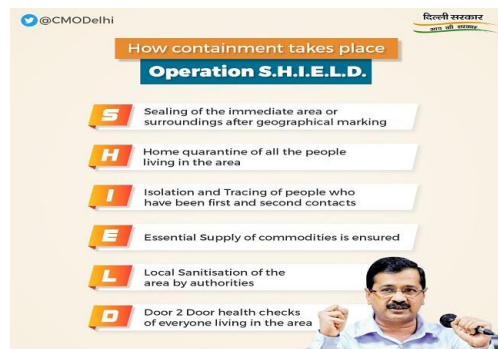 @CMODelhi
दिल्ली सरकार
आप की सरकार
How containment takes place
Operation S.H.I.E.L.D.
S
Sealing of the immediate area or
surroundings after geographical marking
H
Home quarantine of all the people
living in the area
I
Isolation and Tracing of people who
have been first and second contacts
E
Essential Supply of commodities is ensured
L
Local Sanitisation of the
area by authorities
D
Door 2 Door health checks
of everyone living in the area